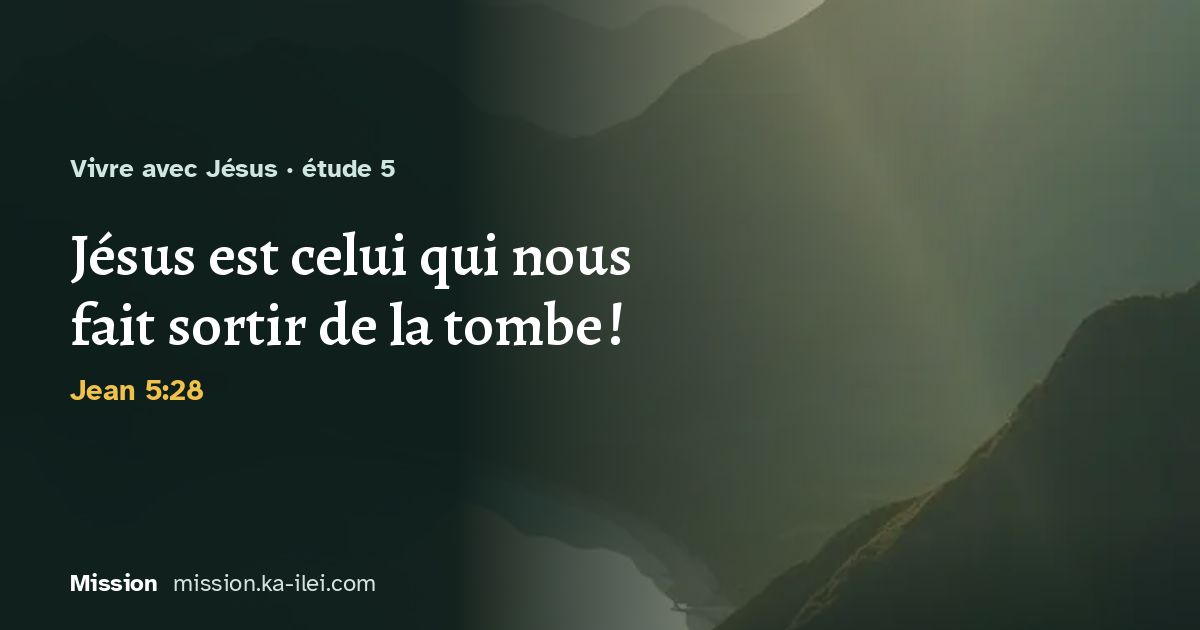 Vivre avec Jésus · étude 5
Jésus est celui qui nous
fait sortir de la tombe !
Jean 5:28
Mission mission.ka-ilei.com